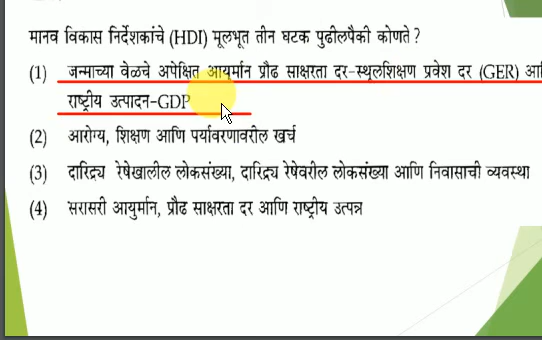 मानव विकास निर्देशकांचे (HDI) मूलभूत तीन घटक पुढीलपैकी कोणते ?
(1) जन्माच्या वेळचे अपेक्षित आयुर्मान प्रौढ साक्षरता दर-स्थूलशिक्षण प्रवेश दर (GER)
राष्ट्रीय उत्पादन-GDP
(2) आरोग्य, शिक्षण आणि पर्यावरणावरील खर्च
(3) दारिद्र्य रेषेखालील लोकसंख्या, दारिद्र्य रेषेवरील लोकसंख्या आणि निवासाची व्यवस्था
(4) सरासरी आयुर्मान, प्रौढ साक्षरता दर आणि राष्ट्रीय उत्पन्न